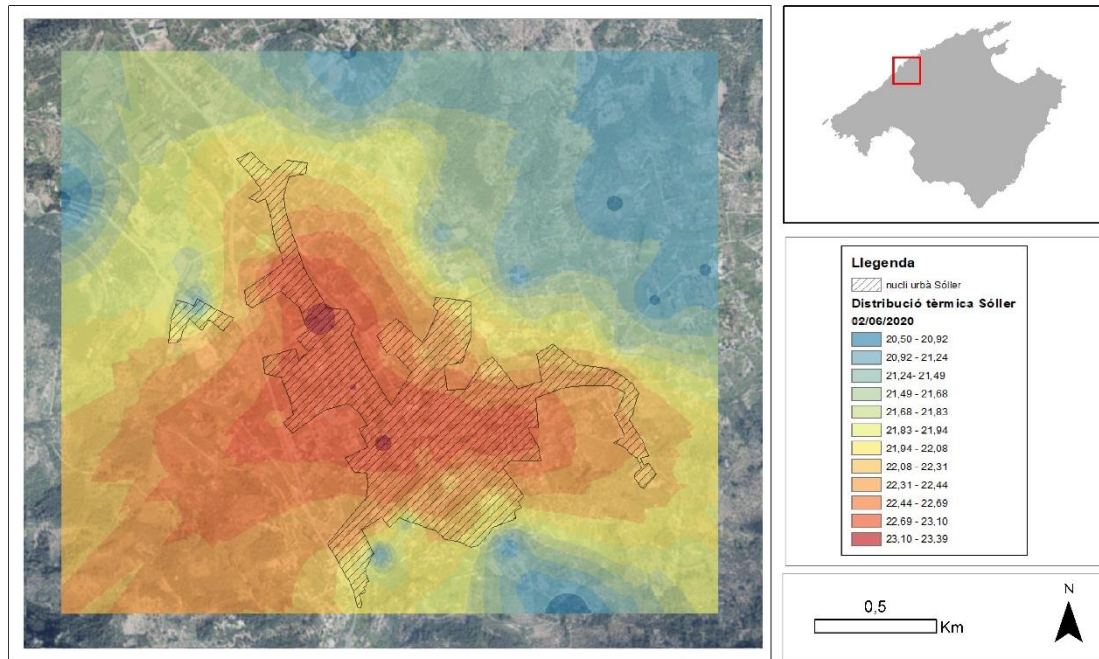 Llegenda
nucli urbà Sóller
Distribució tèrmica Sóller
02/06/2020
20,50 - 20,92
20,92 - 21,24
21,24- 21,49
21,49 - 21,68
21,68 - 21,83
21,83 - 21,94
21,94 - 22,08
22,08 - 22,31
22,31 - 22,44
22,44 - 22,69
22,69 - 23,10
23,10 - 23,39
0,5
Km
N